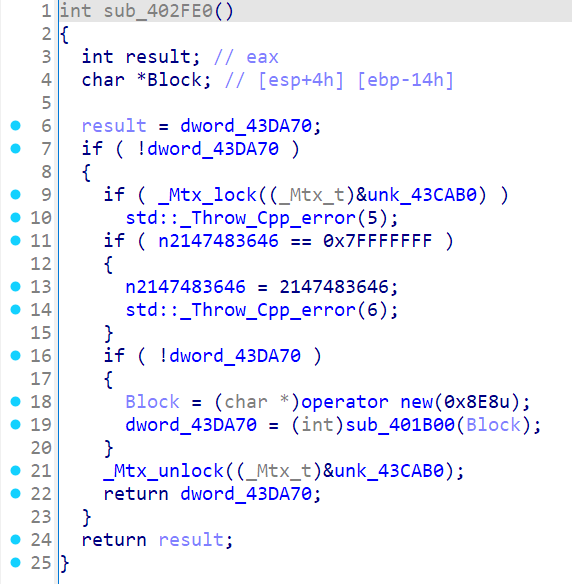 1 int sub_402FE0()
2 {
3   int result; // eax
4   char *Block; // [esp+4h] [ebp-14h]
5
6   result = dword_43DA70;
7   if ( !dword_43DA70 )
8   {
9     if ( _Mtx_lock((_Mtx_t)&unk_43CAB0) )
10       std::_Throw_Cpp_error(5);
11     if ( n2147483646 == 0x7FFFFFFF )
12     {
13       n2147483646 = 2147483646;
14       std::_Throw_Cpp_error(6);
15     }
16     if ( !dword_43DA70 )
17     {
18       Block = (char *)operator new(0x8E8u);
19       dword_43DA70 = (int)sub_401B00(Block);
20     }
21     _Mtx_unlock((_Mtx_t)&unk_43CAB0);
22     return dword_43DA70;
23   }
24   return result;
25 }